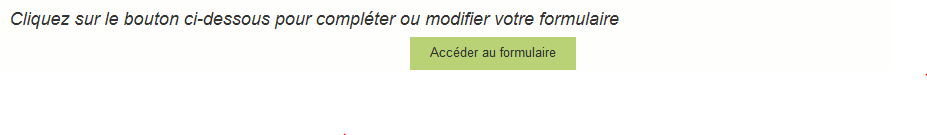 Cliquez sur le bouton ci-dessous pour compléter ou modifier votre formulaire
Accéder au formulaire